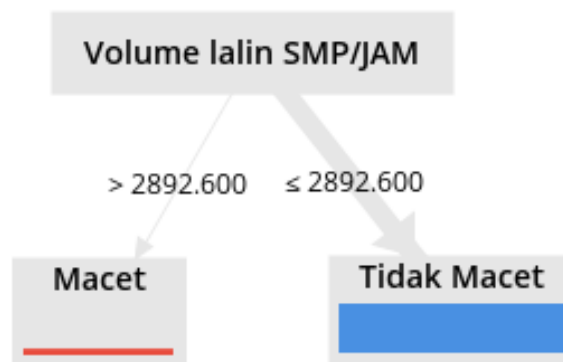 Volume lalin SMP/JAM
> 2892.600
≤ 2892.600
Macet
Tidak Macet